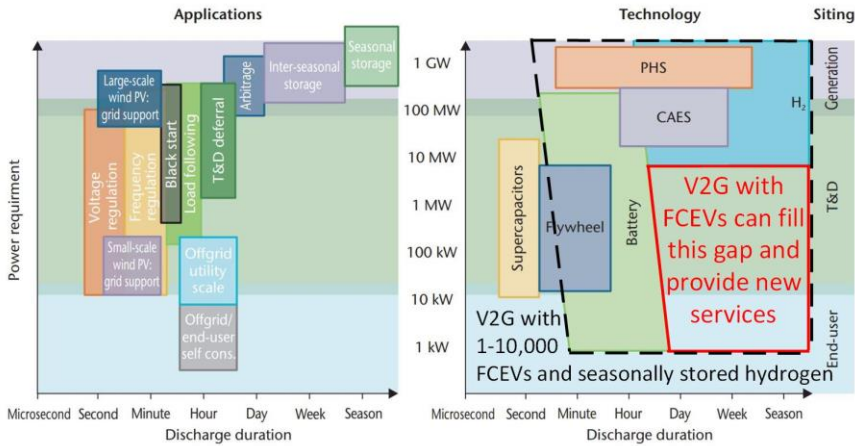 Applications
Technology
Siting
Power requirment
Large-scale
wind PV:
grid support
Voltage
regulation
Frequency
regulation
Small-scale
wind PV:
grid support
Black start
Load following
T&D deferral
Offgrid
utility
scale
Offgrid/
end-user
self cons.
Arbitrage
Inter-seasonal
storage
Seasonal
storage
Microsecond
Second
Minute
Hour
Day
Week
Season
Discharge duration
1 GW
100 MW
10 MW
1 MW
100 kW
10 kW
1 kW
PHS
CAES
H2
Supercapacitors
Flywheel
Battery
V2G with
FCEVs can fill
this gap and
provide new
services
V2G with
1-10,000
FCEVs and seasonally stored hydrogen
Generation
T&D
End-user
Microsecond
Second
Minute
Hour
Day
Week
Season
Discharge duration